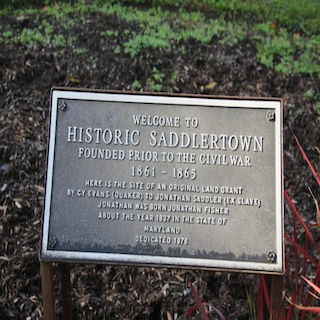 WELCOME TO
HISTORIC SADDLERTOWN
FOUNDED PRIOR TO THE CIVIL WAR
1861 - 1865
HERE IS THE SITE OF AN ORIGINAL LAND GRANT
BY CY EVANS (QUAKER) TO JONATHAN SADDLER (EX SLAVE)
JONATHAN WAS BORN JONATHAN FISHER
ABOUT THE YEAR 1837 IN THE STATE OF
MARYLAND
DEDICATED 1976